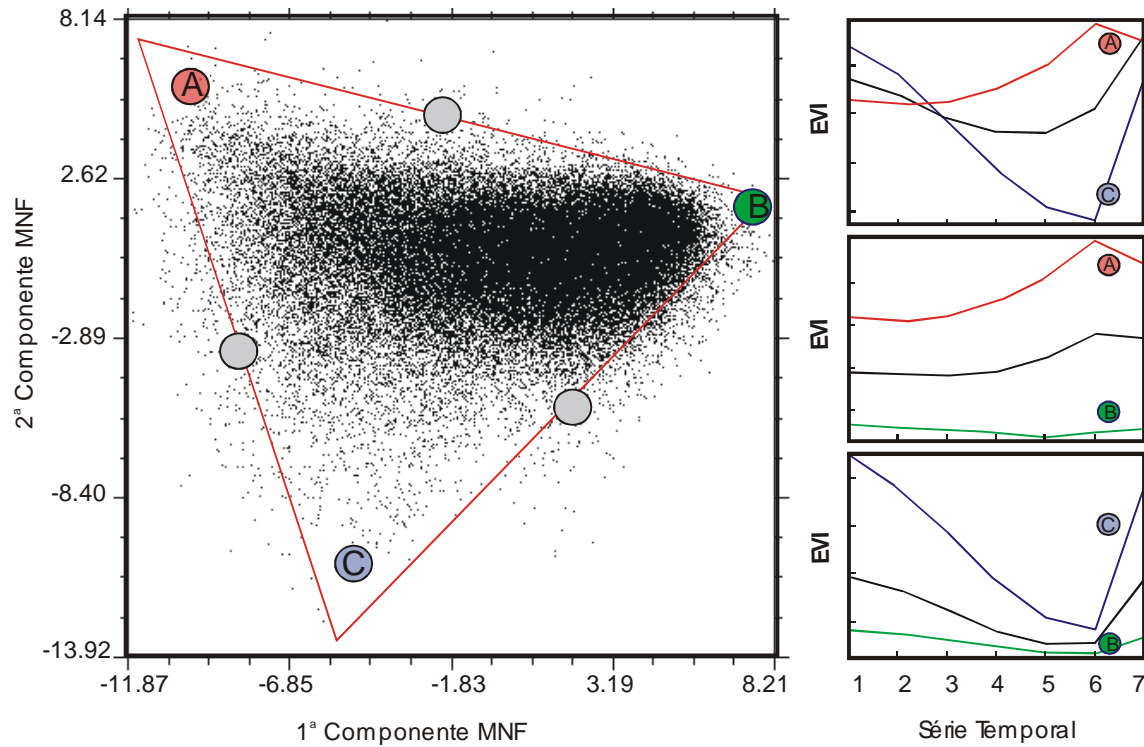 8.14
2.62
-2.89
-8.40
-13.92
2ª Componente MNF
A
B
C
-11.87 -6.85 -1.83 3.19 8.21
1ª Componente MNF
EVI
A
C
EVI
A
B
EVI
C
B
1 2 3 4 5 6 7
Série Temporal